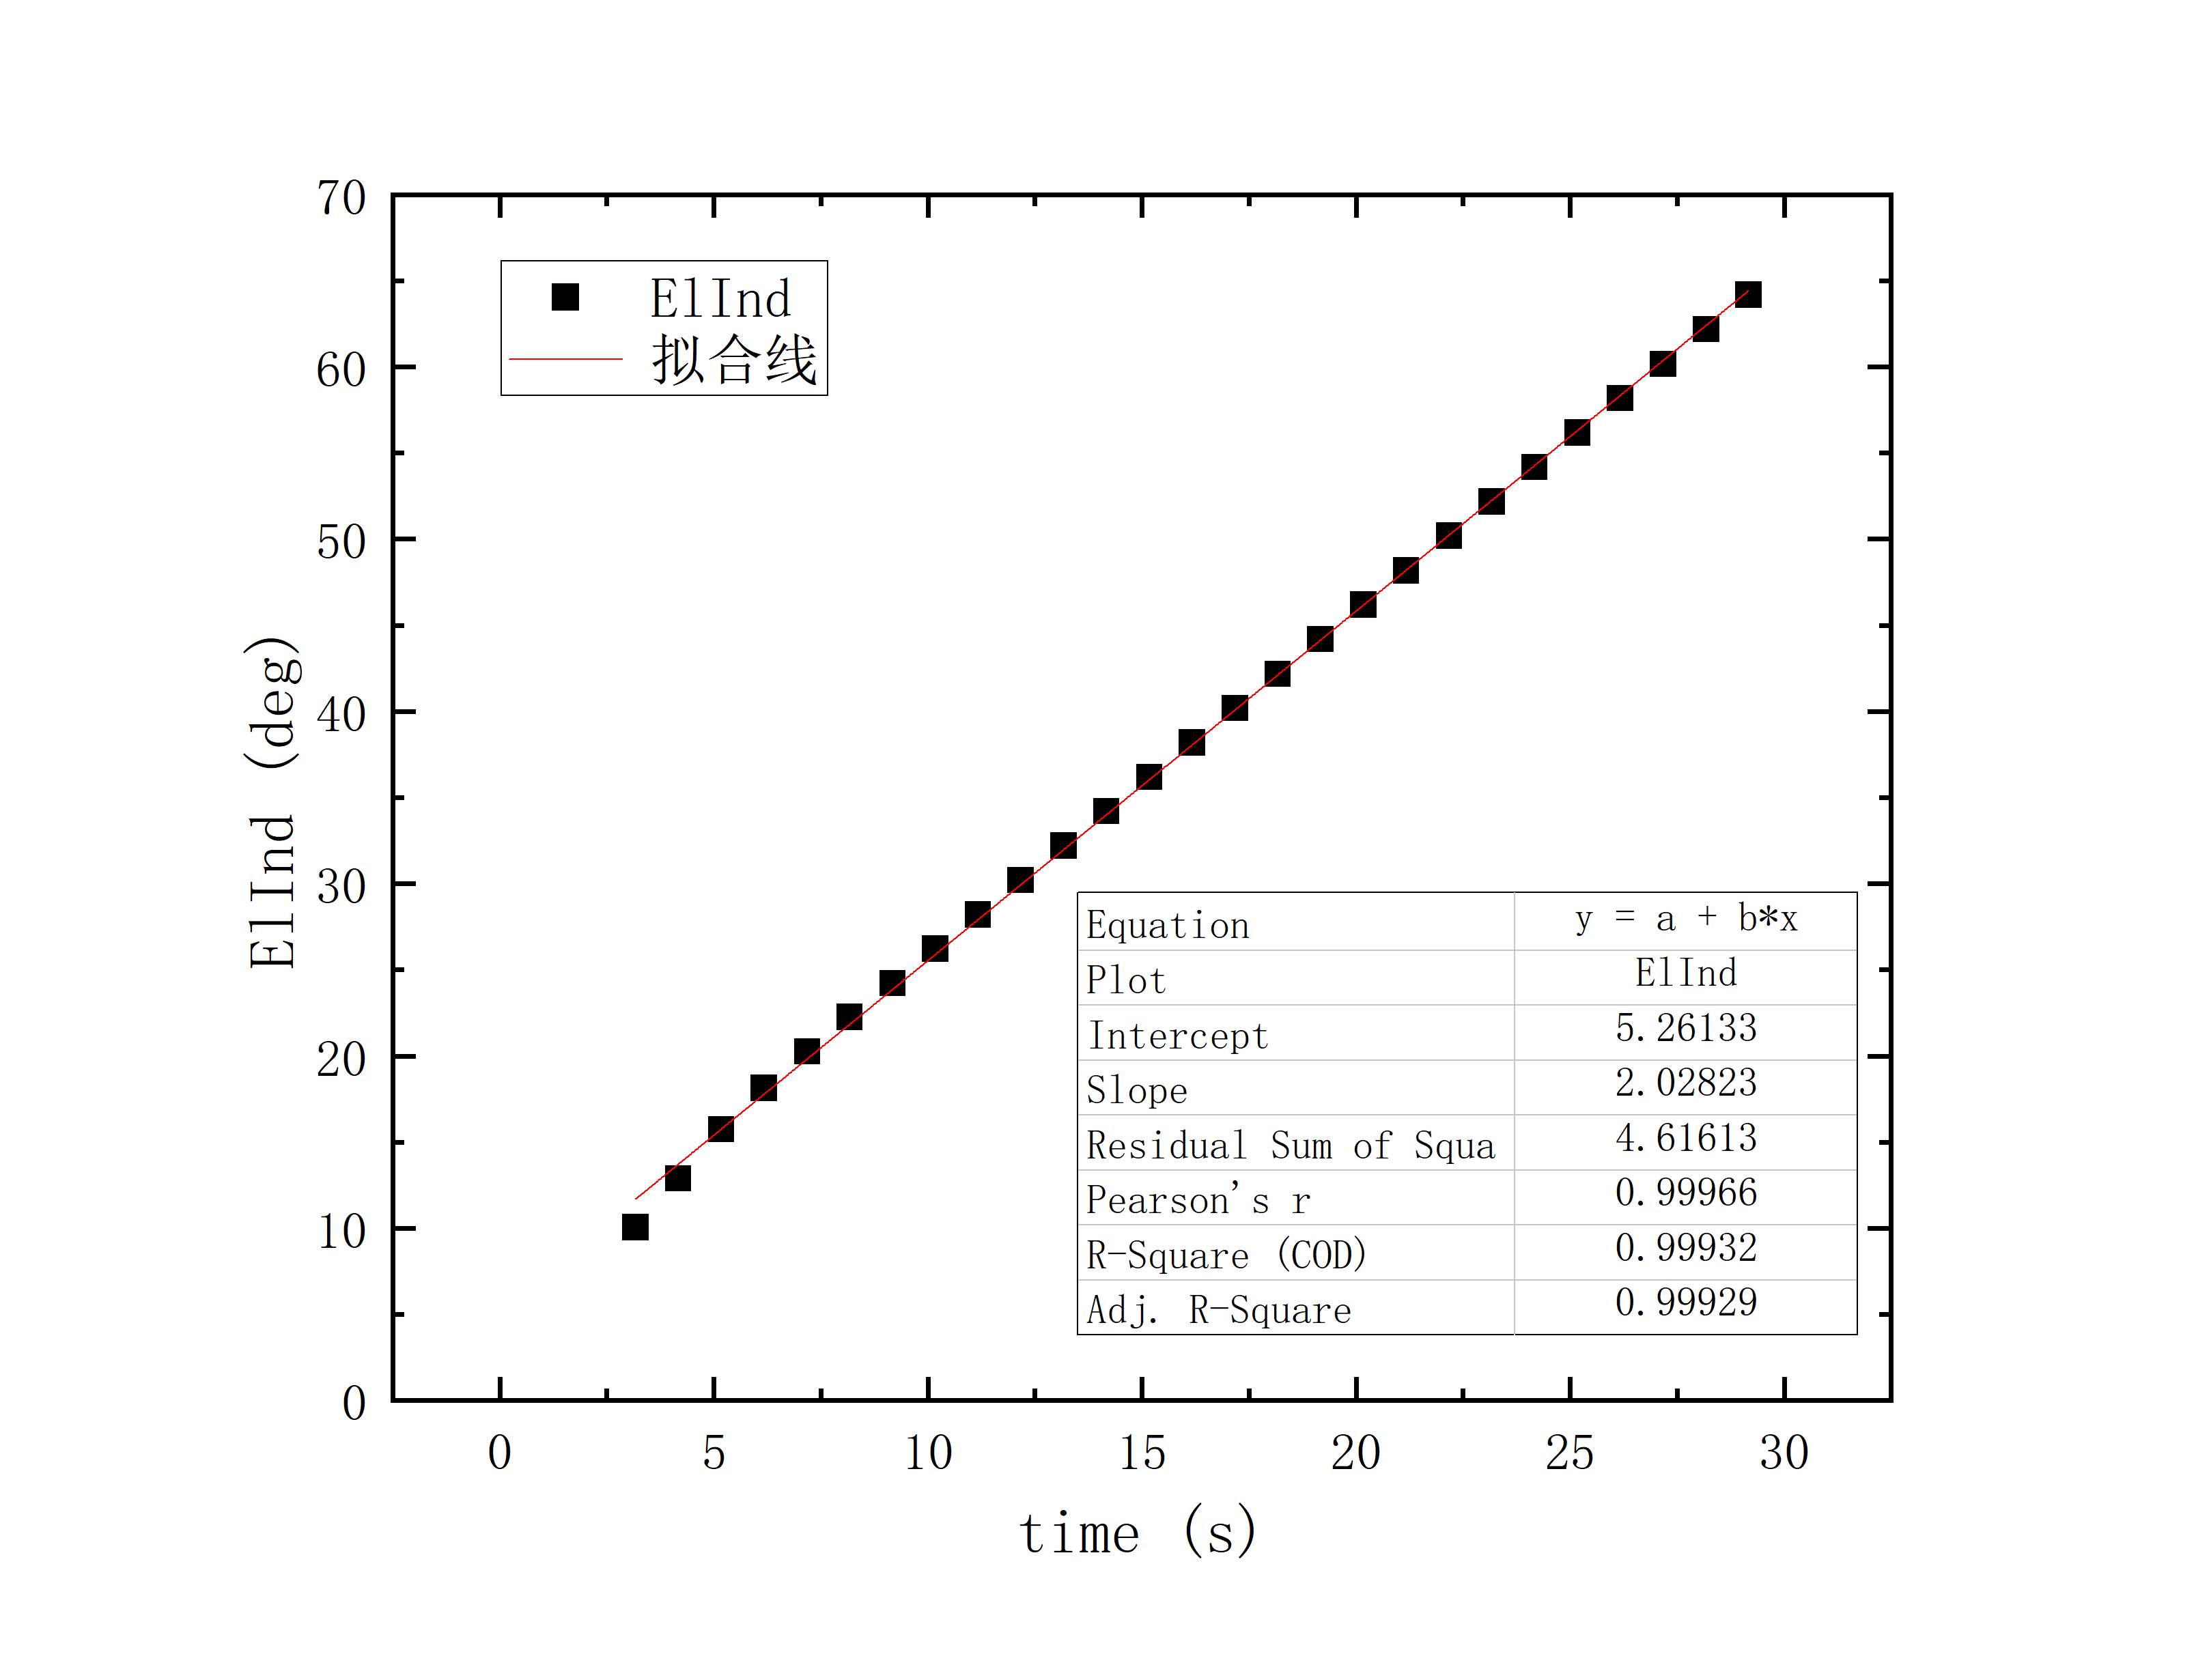 70
60
50
40
30
20
10
0
ElInd (deg)
ElInd
拟合线
Equation y = a + b*x
Plot ElInd
Intercept 5.26133
Slope 2.02823
Residual Sum of Squa 4.61613
Pearson's r 0.99966
R-Square (COD) 0.99932
Adj. R-Square 0.99929
0 5 10 15 20 25 30
time (s)